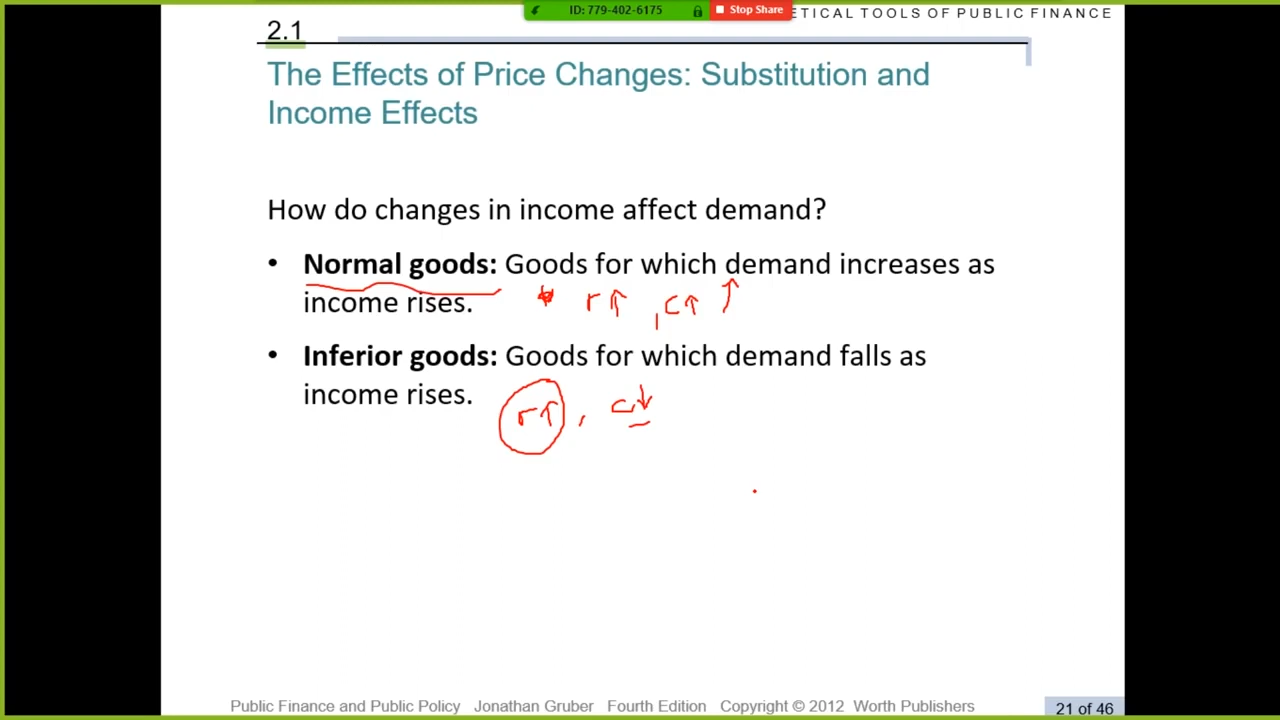 ID: 779-402-6175 Stop Share
ETICAL TOOLS OF PUBLIC FINANCE
2.1
The Effects of Price Changes: Substitution and
Income Effects
How do changes in income affect demand?
• Normal goods: Goods for which demand increases as
income rises. * r↑, c↑ ↑
• Inferior goods: Goods for which demand falls as
income rises. r↑, c↓
Public Finance and Public Policy Jonathan Gruber Fourth Edition Copyright © 2012 Worth Publishers
21 of 46